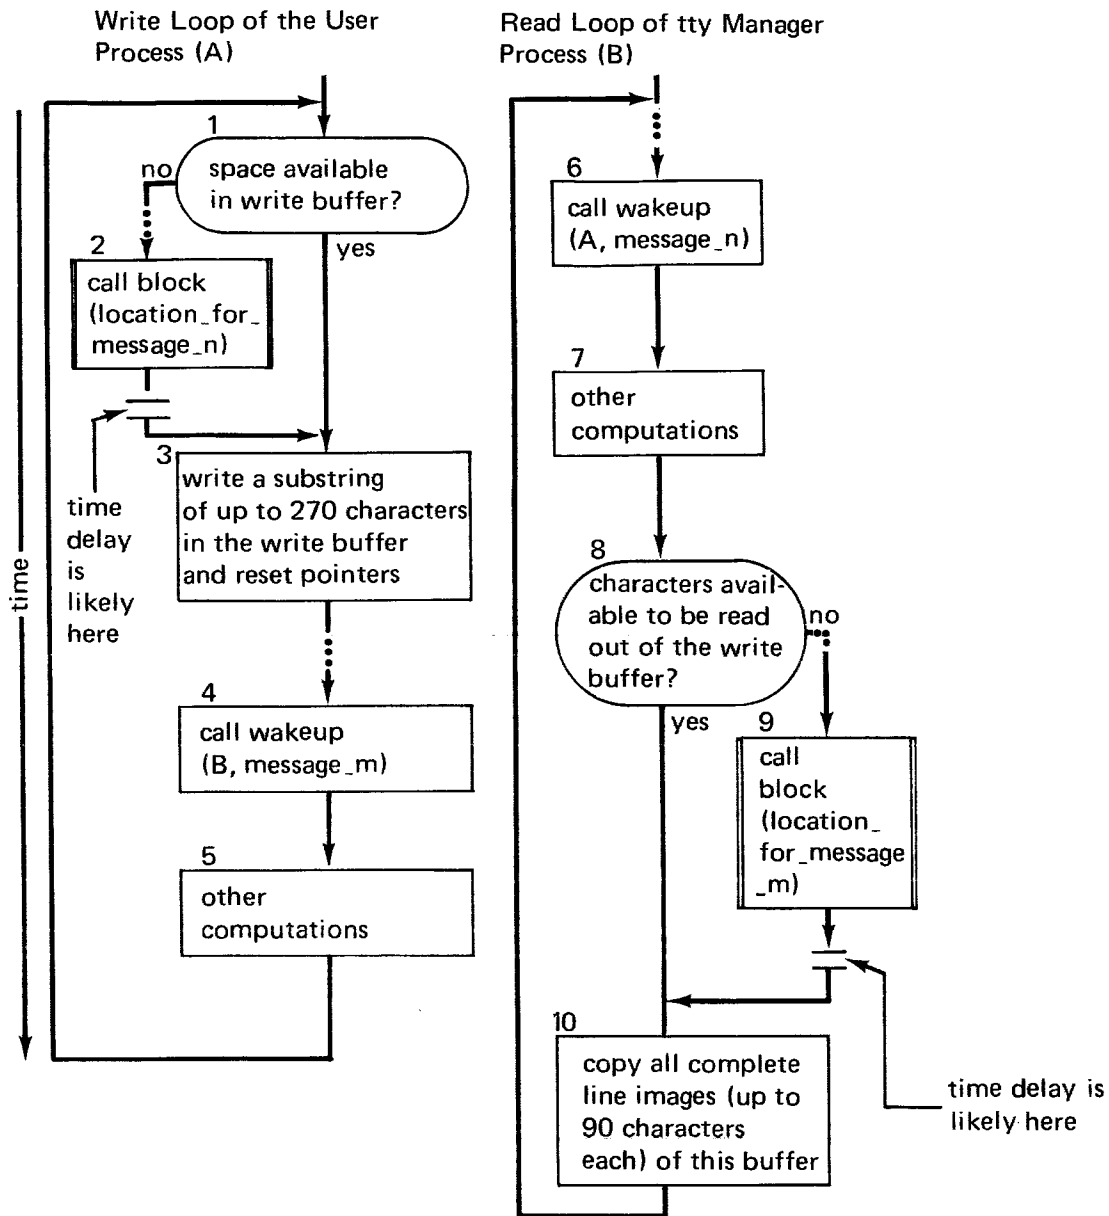 Write Loop of the User
Process (A)
1
space available
in write buffer?
no
yes
2
call block
(location_for_
message_n)
time
delay
is
likely
here
3
write a substring
of up to 270 characters
in the write buffer
and reset pointers
4
call wakeup
(B, message_m)
5
other
computations
time
Read Loop of tty Manager
Process (B)
6
call wakeup
(A, message_n)
7
other
computations
8
characters avail-
able to be read
out of the write
buffer?
no
yes
9
call
block
(location_
for_message
_m)
10
copy all complete
line images (up to
90 characters
each) of this buffer
time delay is
likely here